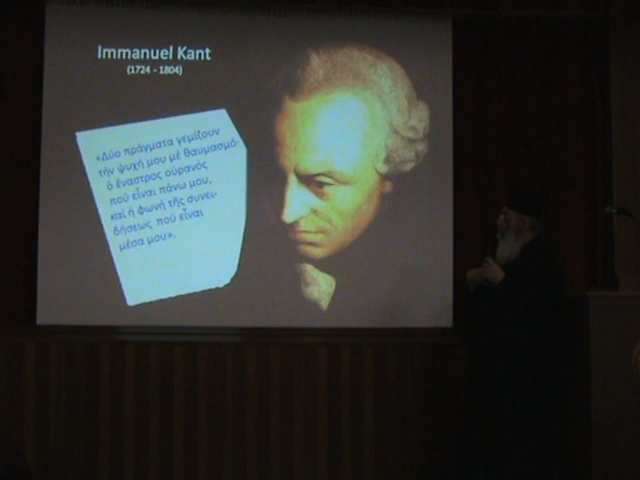 Immanuel Kant
(1724 - 1804)
«Δύο πράγματα γεμίζουν
τήν ψυχή μου μέ θαυμασμό·
ὁ ἔναστρος οὐρανός
πού εἶναι πάνω μου,
καί ἡ φωνή τῆς συνει-
δήσεως πού εἶναι
μέσα μου».